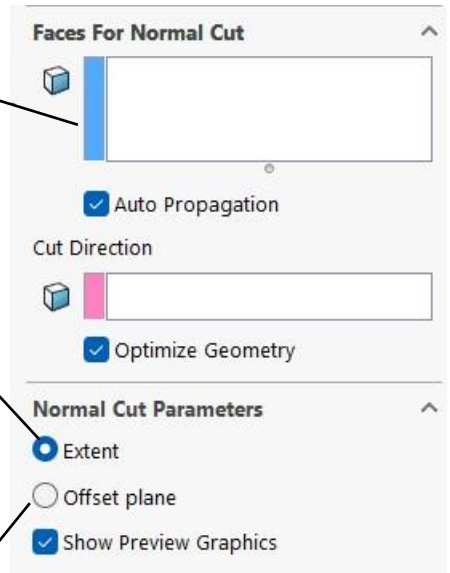 Faces For Normal Cut
Auto Propagation
Cut Direction
Optimize Geometry
Normal Cut Parameters
Extent
Offset plane
Show Preview Graphics